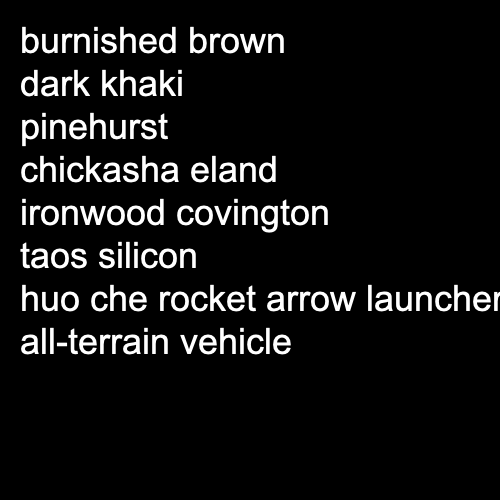 burnished brown
dark khaki
pinehurst
chickasha eland
ironwood covington
taos silicon
huo che rocket arrow launcher
all-terrain vehicle